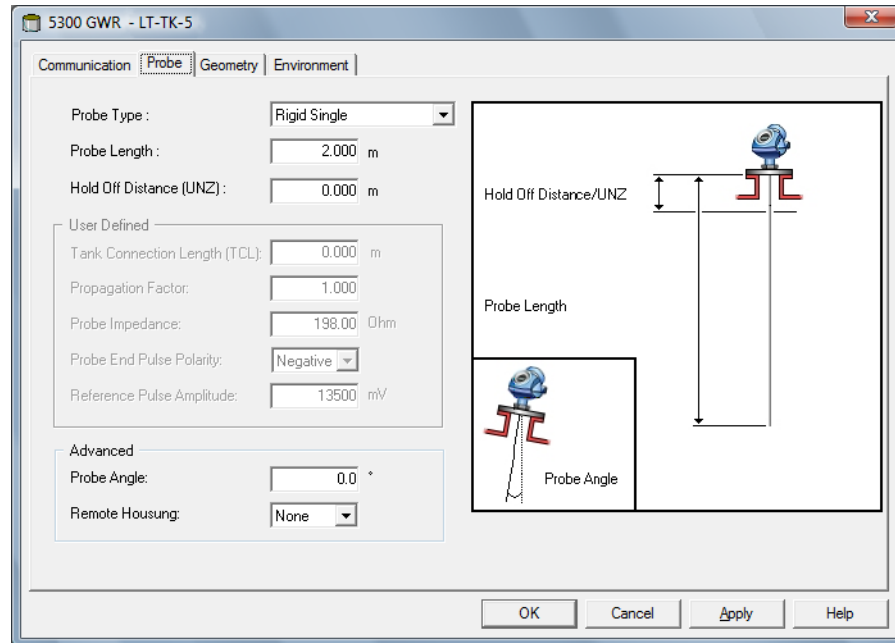 5300 GWR - LT-TK-5
Communication Probe Geometry Environment
Probe Type : Rigid Single
Probe Length : 2.000 m
Hold Off Distance (UNZ) : 0.000 m
User Defined
Tank Connection Length (TCL): 0.000 m
Propagation Factor: 1.000
Probe Impedance: 198.00 Ohm
Probe End Pulse Polarity: Negative
Reference Pulse Amplitude: 13500 mV
Advanced
Probe Angle: 0.0 °
Remote Housung: None
Hold Off Distance/UNZ
Probe Length
Probe Angle
OK Cancel Apply Help